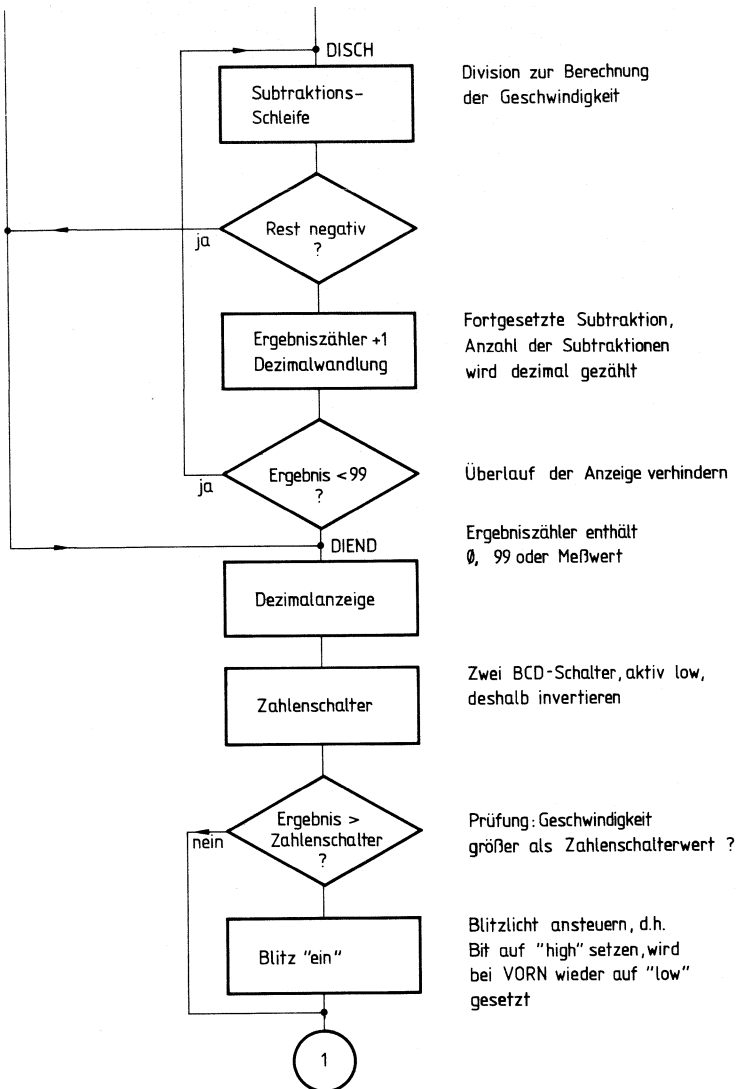 DISCH
Subtraktions-
Schleife
Division zur Berechnung
der Geschwindigkeit
Rest negativ
?
ja
Ergebniszähler +1
Dezimalwandlung
Fortgesetzte Subtraktion,
Anzahl der Subtraktionen
wird dezimal gezählt
Ergebnis < 99
?
ja
Überlauf der Anzeige verhindern
DIEND
Ergebniszähler enthält
0, 99 oder Meßwert
Dezimalanzeige
Zahlenschalter
Zwei BCD-Schalter, aktiv low,
deshalb invertieren
Ergebnis >
Zahlenschalter
?
nein
Prüfung: Geschwindigkeit
größer als Zahlenschalterwert ?
Blitz "ein"
Blitzlicht ansteuern, d.h.
Bit auf "high" setzen, wird
bei VORN wieder auf "low"
gesetzt
1